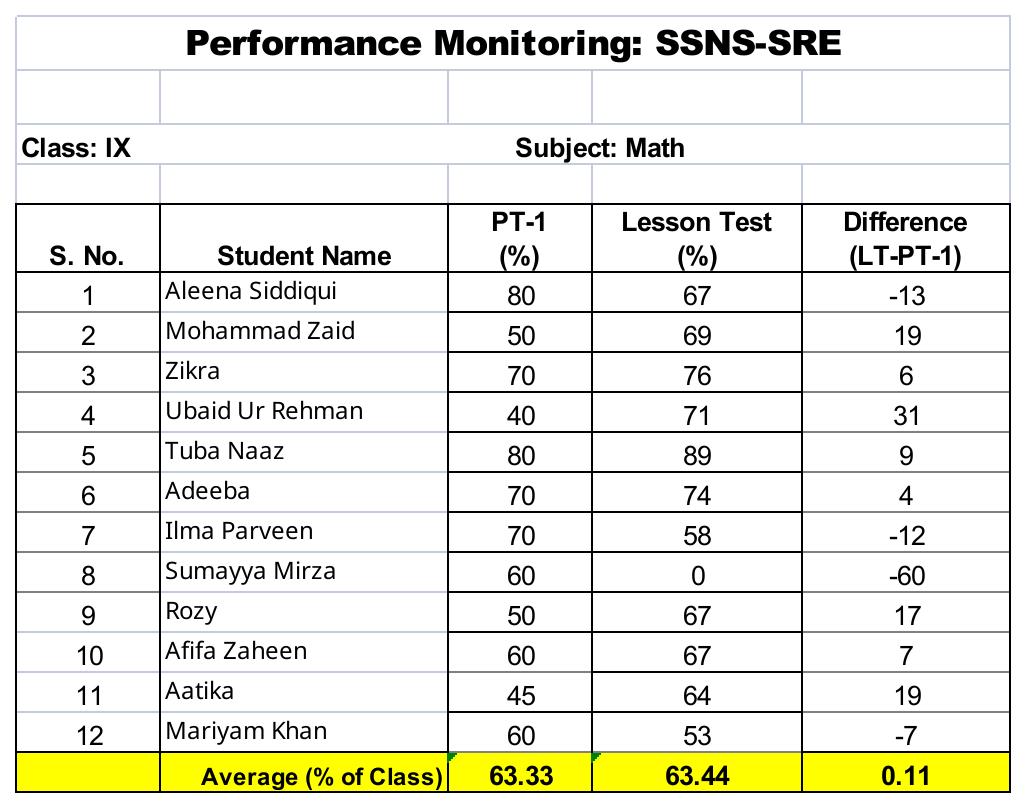 Performance Monitoring: SSNS-SRE
Class: IX Subject: Math
S. No. Student Name PT-1 (%) Lesson Test (%) Difference (LT-PT-1)
1 Aleena Siddiqui 80 67 -13
2 Mohammad Zaid 50 69 19
3 Zikra 70 76 6
4 Ubaid Ur Rehman 40 71 31
5 Tuba Naaz 80 89 9
6 Adeeba 70 74 4
7 Ilma Parveen 70 58 -12
8 Sumayya Mirza 60 0 -60
9 Rozy 50 67 17
10 Afifa Zaheen 60 67 7
11 Aatika 45 64 19
12 Mariyam Khan 60 53 -7
Average (% of Class) 63.33 63.44 0.11